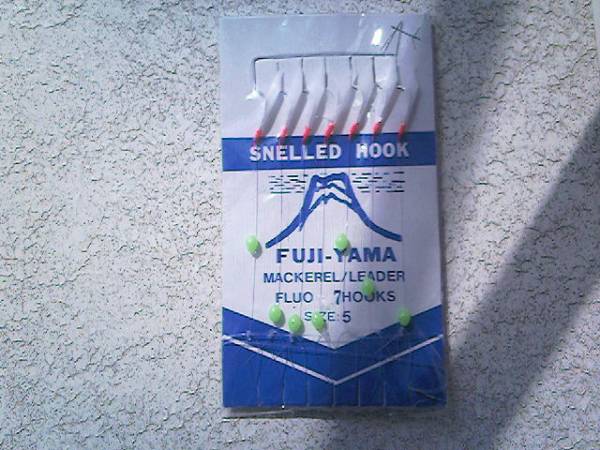 SNELLED HOOK
FUJI-YAMA
MACKEREL/LEADER
FLUO 7HOOKS
SIZE: 5